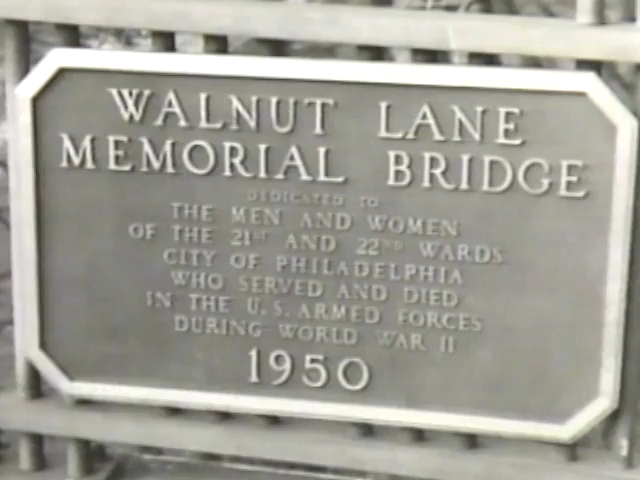 WALNUT LANE
MEMORIAL BRIDGE
DEDICATED TO
THE MEN AND WOMEN
OF THE 21ST AND 22ND WARDS
CITY OF PHILADELPHIA
WHO SERVED AND DIED
IN THE U.S. ARMED FORCES
DURING WORLD WAR II
1950